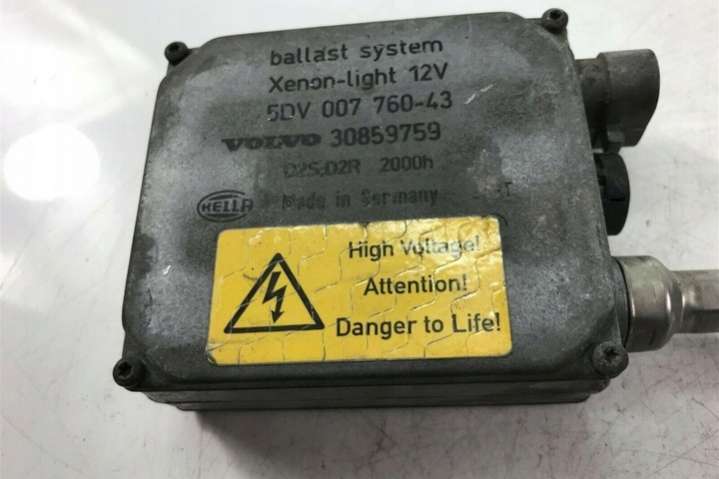 ballast system
Xenon-light 12V
5DV 007 760-43
VOLVO 30859759
D2S,D2R 2000h
HELLA Made in Germany
High Voltage!
Attention!
Danger to Life!